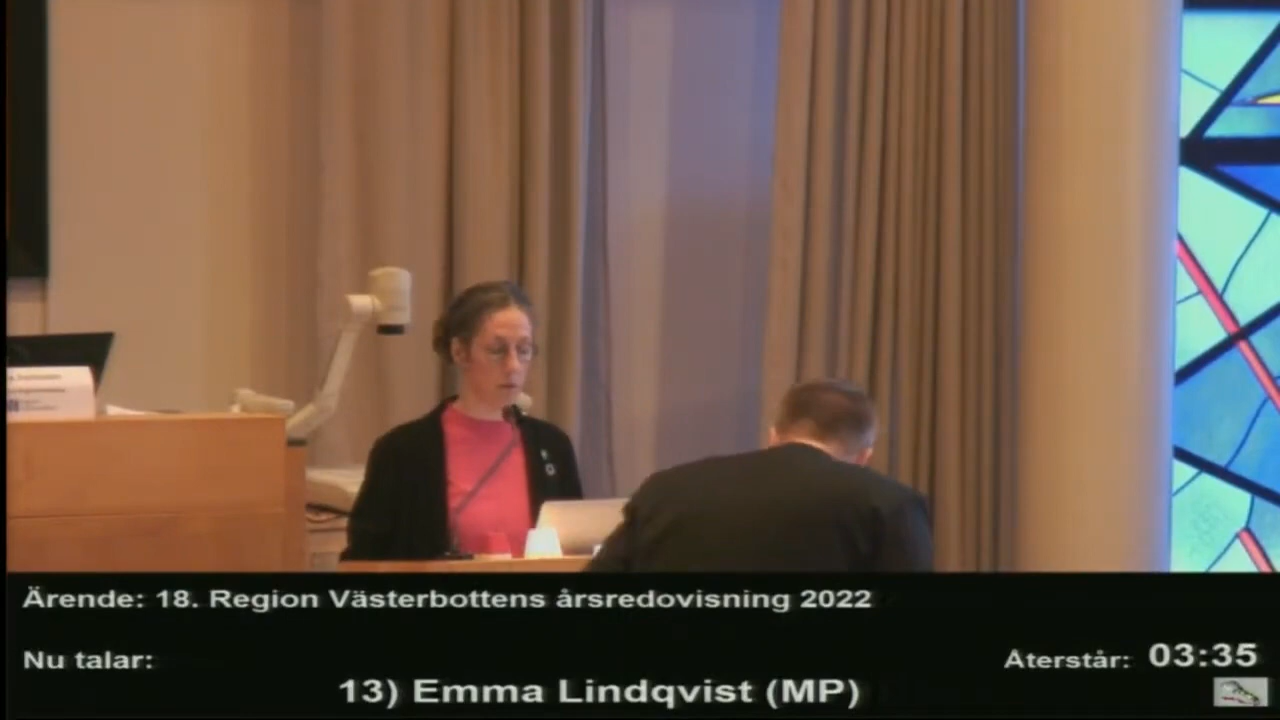 Ärende: 18. Region Västerbottens årsredovisning 2022
Nu talar:
Återstår: 03:35
13) Emma Lindqvist (MP)